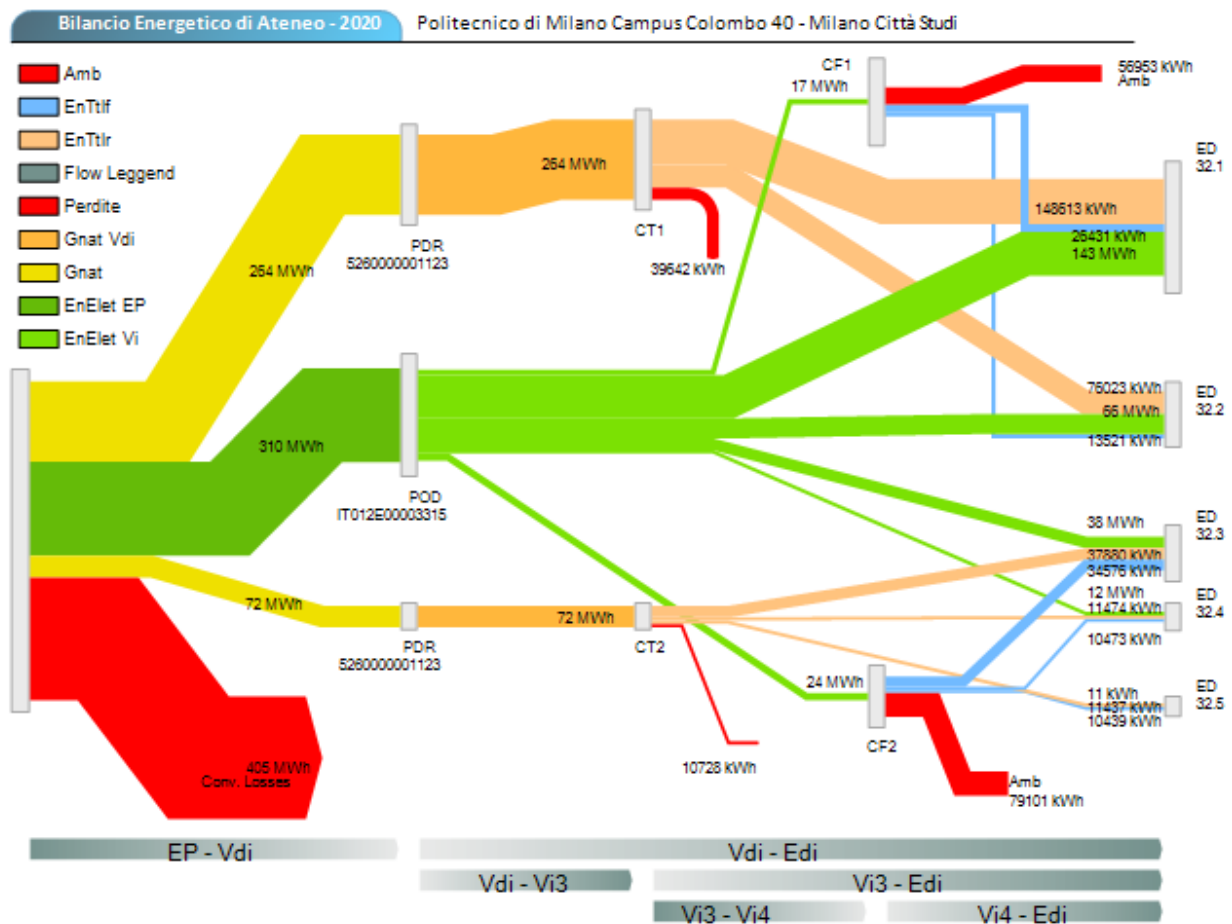 Bilancio Energetico di Ateneo - 2020
Politecnico di Milano Campus Colombo 40 - Milano Città Studi
Amb
EnTtlf
EnTtlr
Flow Leggend
Perdite
Gnat Vdi
Gnat
EnElet EP
EnElet Vi
CF1
17 MWh
56953 kWh
Amb
ED
32.1
264 MWh
PDR
5260000001123
264 MWh
CT1
39642 kWh
148613 kWh
26431 kWh
143 MWh
310 MWh
POD
IT012E00003315
76023 kWh
66 MWh
13521 kWh
ED
32.2
38 MWh
37880 kWh
34576 kWh
ED
32.3
12 MWh
11474 kWh
10473 kWh
ED
32.4
72 MWh
PDR
5260000001123
72 MWh
CT2
10728 kWh
24 MWh
CF2
11 kWh
11437 kWh
10439 kWh
ED
32.5
405 MWh
Conv. Losses
Amb
79101 kWh
EP - Vdi
Vdi - Edi
Vdi - Vi3
Vi3 - Edi
Vi3 - Vi4
Vi4 - Edi